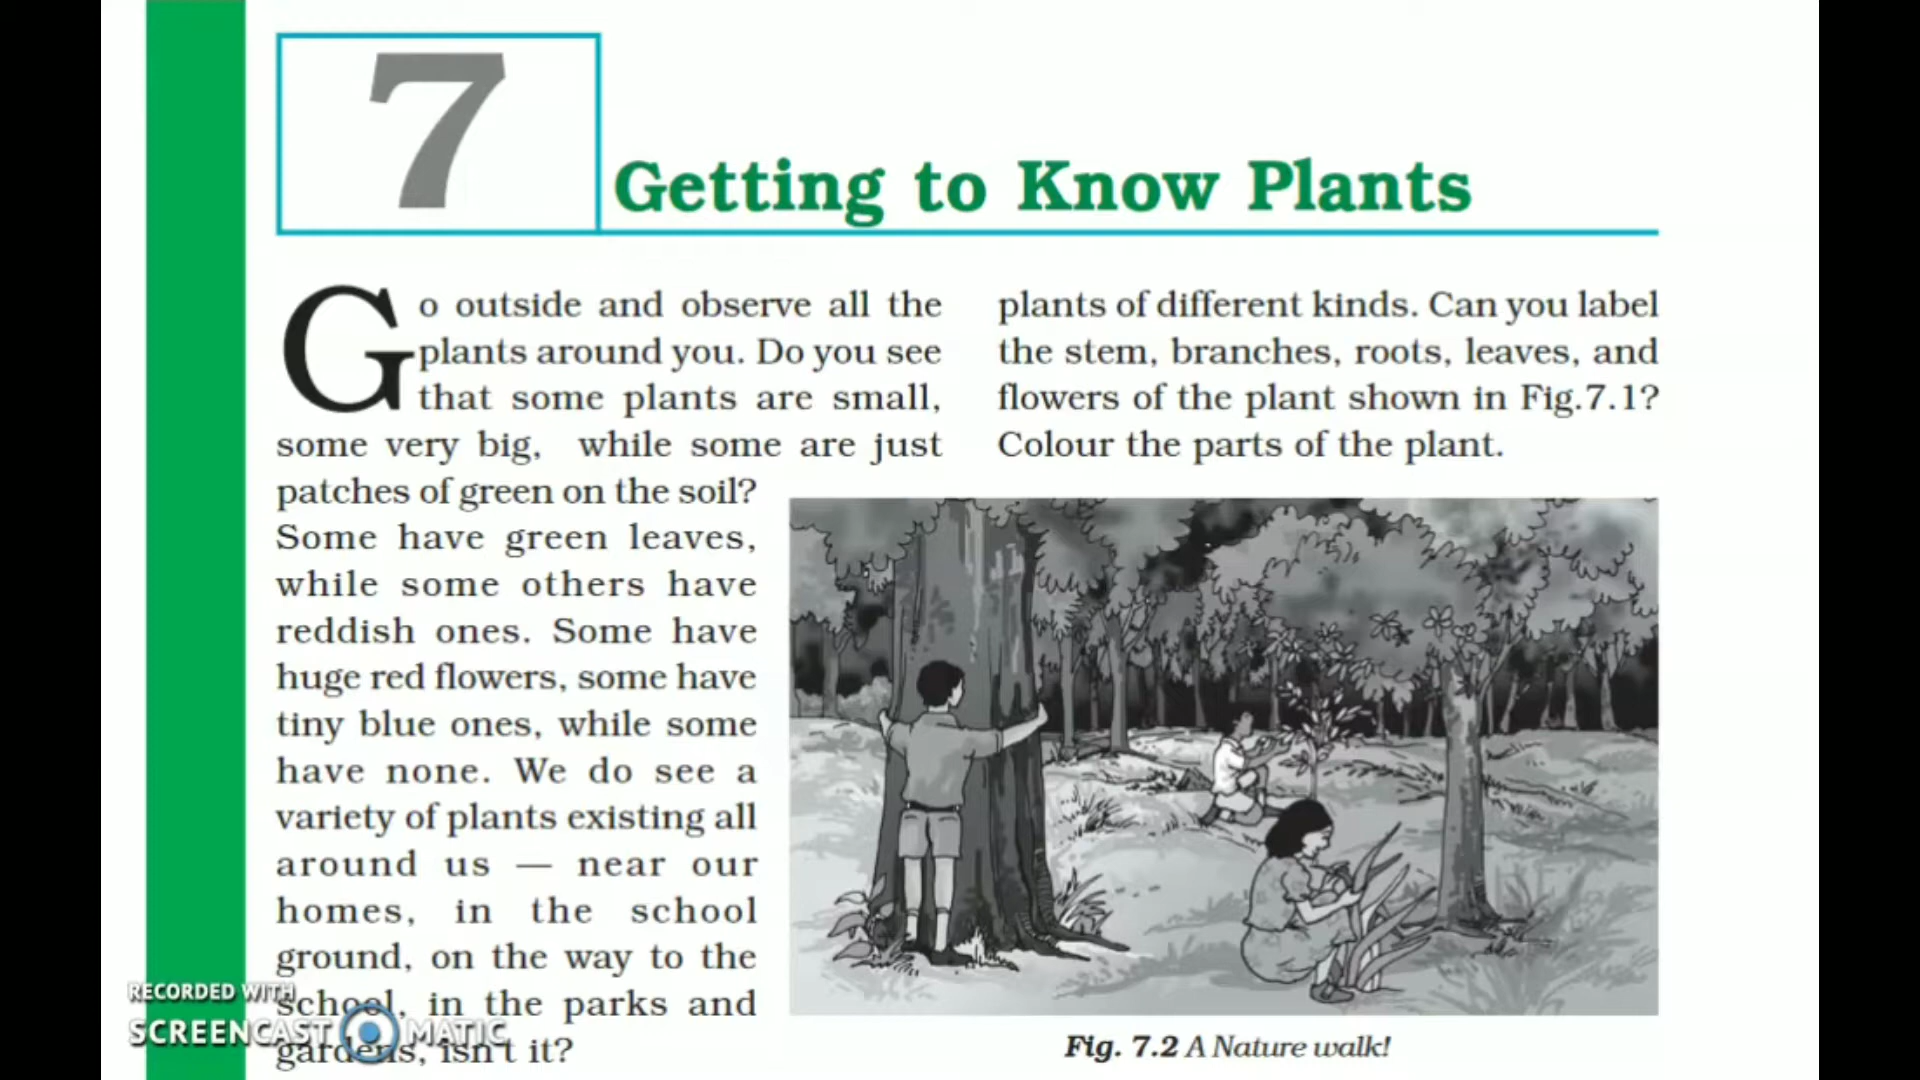 7
Getting to Know Plants
Go outside and observe all the
plants around you. Do you see
that some plants are small,
some very big, while some are just
patches of green on the soil?
Some have green leaves,
while some others have
reddish ones. Some have
huge red flowers, some have
tiny blue ones, while some
have none. We do see a
variety of plants existing all
around us — near our
homes, in the school
ground, on the way to the
school, in the parks and
gardens, isn't it?
plants of different kinds. Can you label
the stem, branches, roots, leaves, and
flowers of the plant shown in Fig.7.1?
Colour the parts of the plant.
Fig. 7.2 A Nature walk!
RECORDED WITH
SCREENCAST MATIC